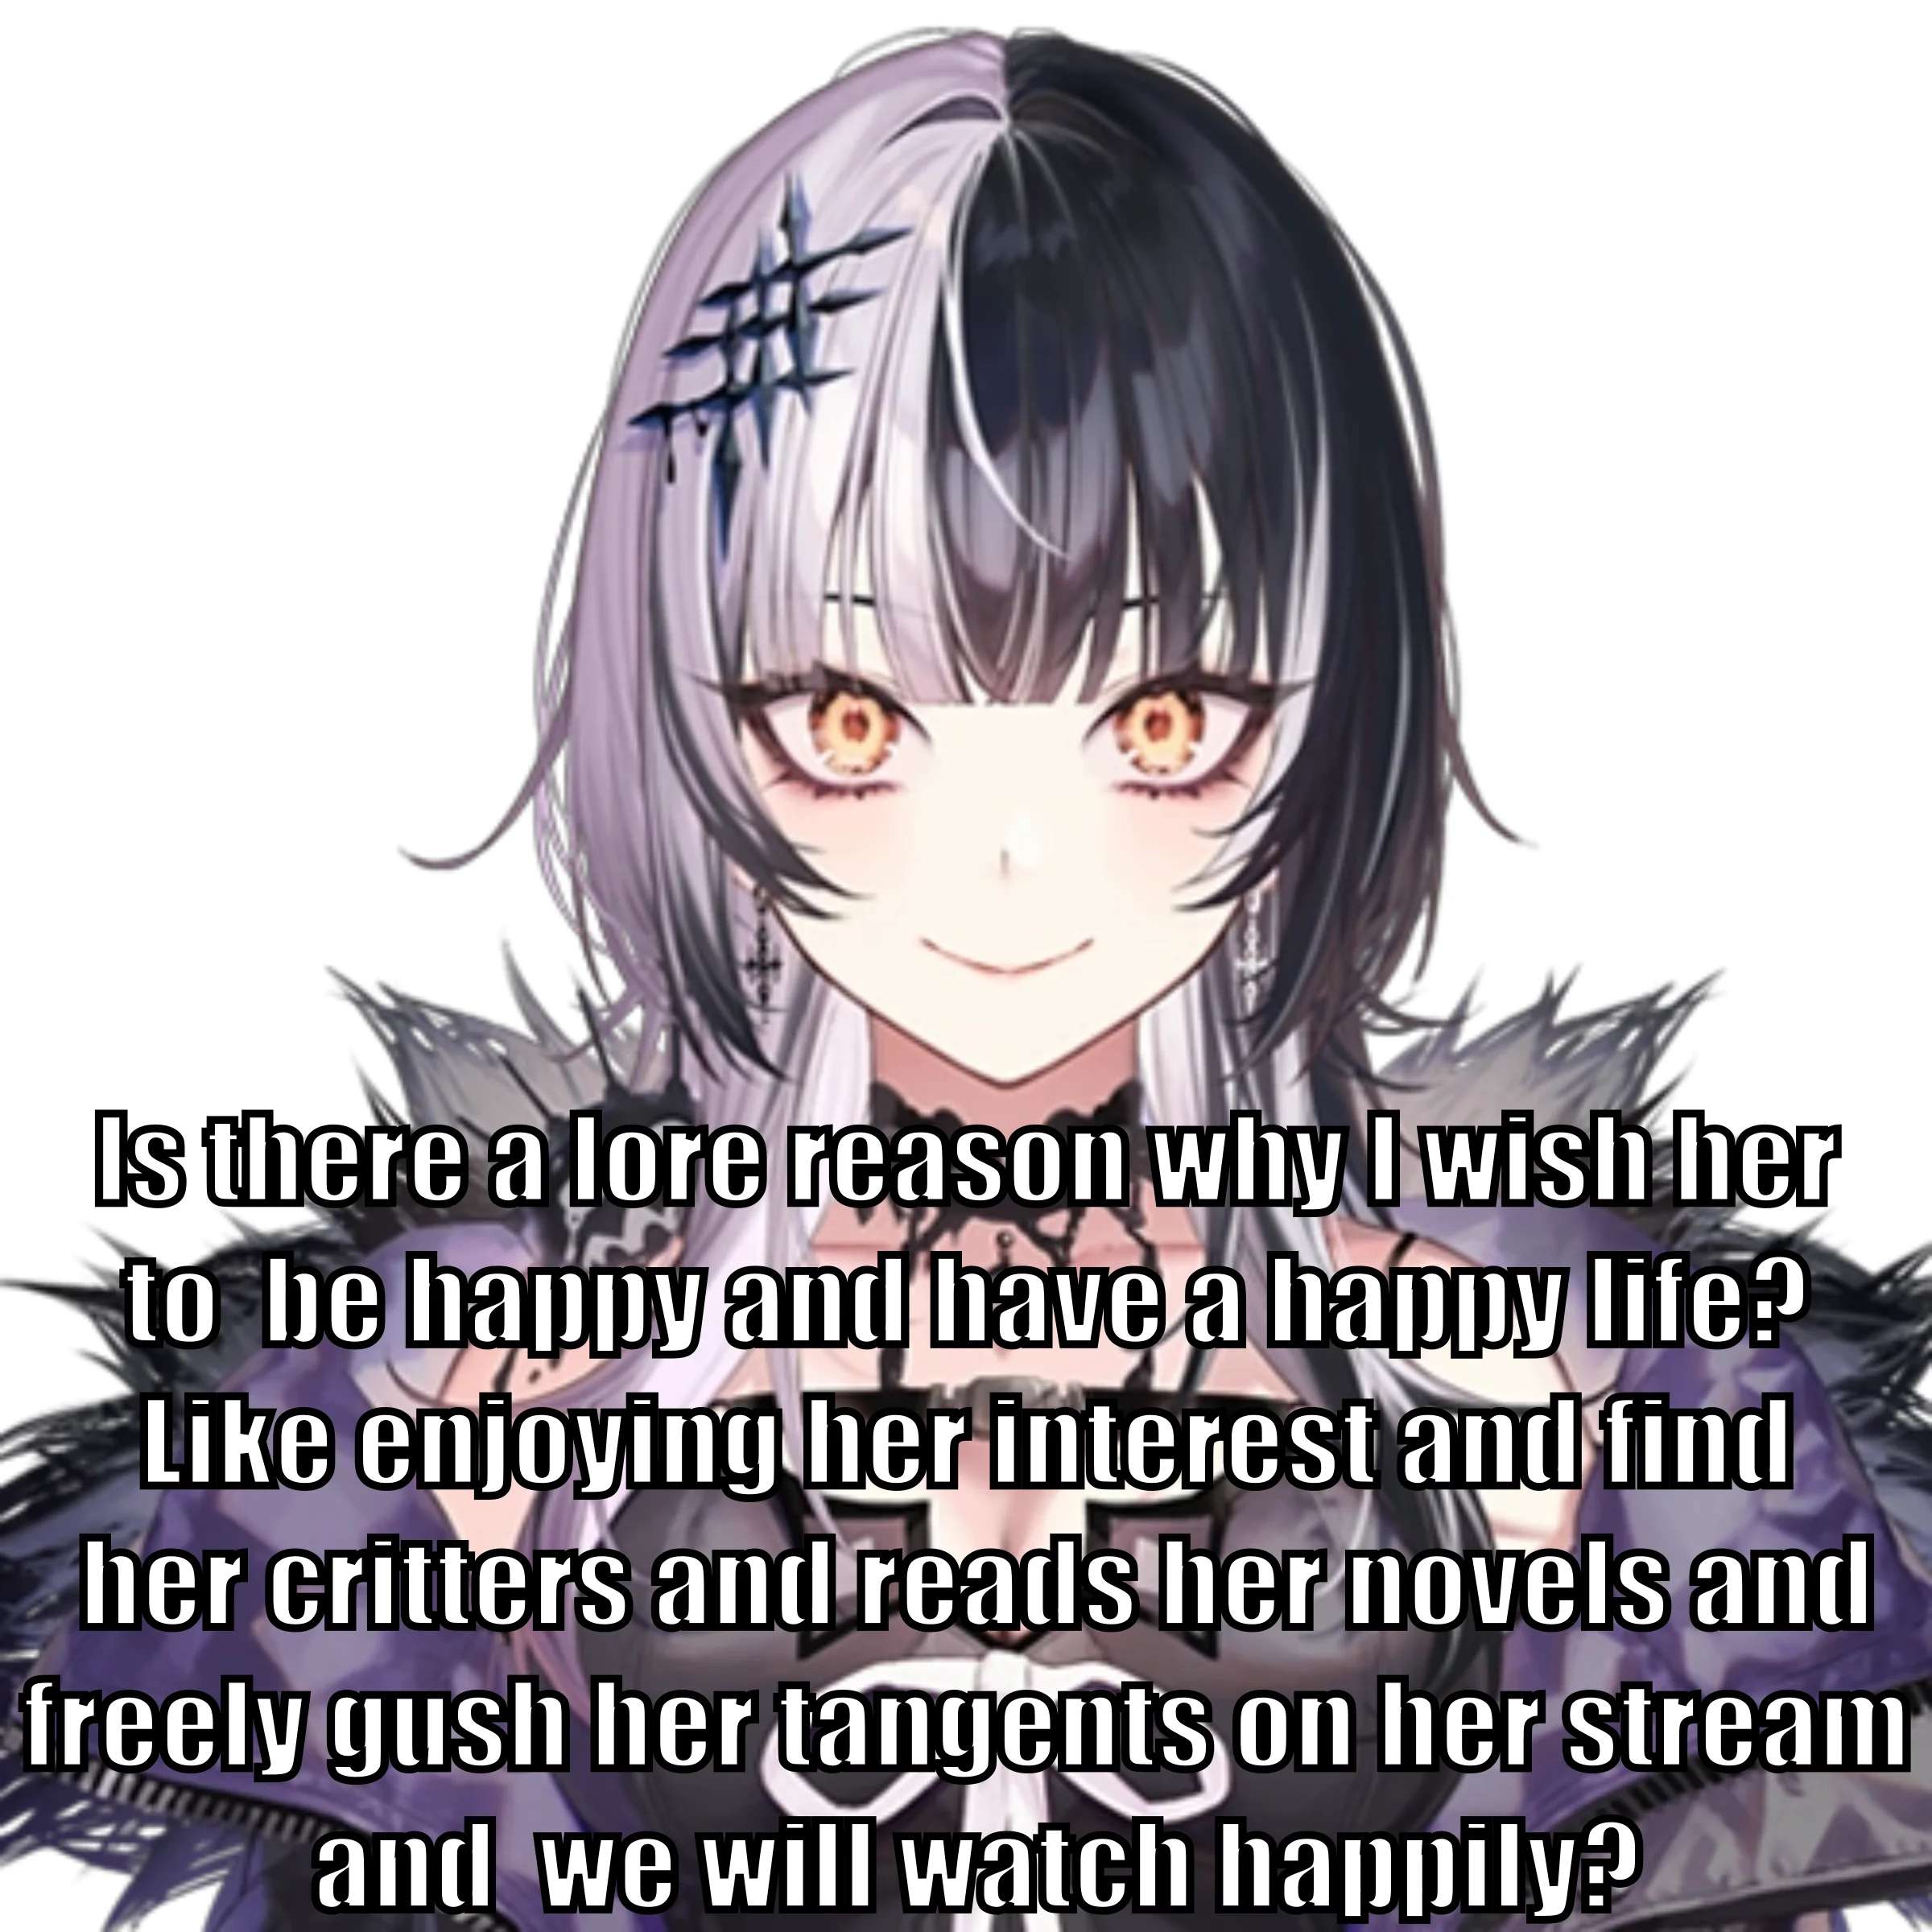 Is there a lore reason why I wish her
to be happy and have a happy life?
Like enjoying her interest and find
her critters and reads her novels and
freely gush her tangents on her stream
and we will watch happily?